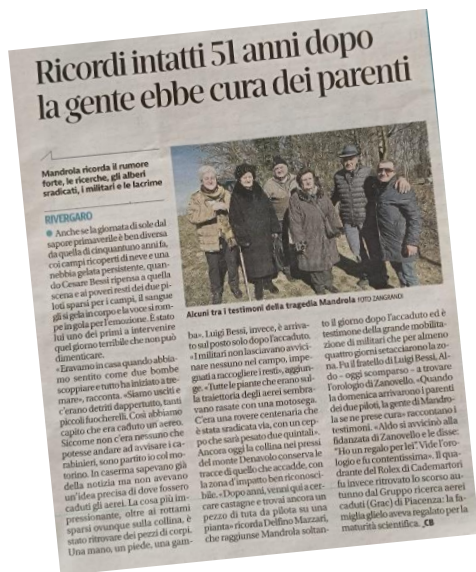 Ricordi intatti 51 anni dopo
la gente ebbe cura dei parenti
Mandrola ricorda il rumore
forte, le ricerche, gli alberi
sradicati, i militari e le lacrime
RIVERGARO
● Anche se la giornata di sole dal
sapore primaverile è ben diversa
da quella di cinquantuno anni fa,
coi campi ricoperti di neve e una
nebbia gelata persistente, quan-
do Cesare Bessi ripensa a quella
scena e ai poveri resti dei due pi-
loti sparsi per i campi, il sangue
gli si gela in corpo e la voce si rom-
pe in gola per l'emozione. È stato
lui uno dei primi a intervenire
quel giorno terribile che non può
dimenticare.
«Eravamo in casa quando abbia-
mo sentito come due bombe
scoppiare e tutto ha iniziato a tre-
mare», racconta. «Siamo usciti e
c'erano detriti dappertutto, tanti
piccoli fuocherelli. Così abbiamo
capito che era caduto un aereo.
Siccome non c'era nessuno che
potesse andare ad avvisare i ca-
rabinieri, sono partito io col mo-
torino. In caserma sapevano già
della notizia ma non avevano
un'idea precisa di dove fossero
caduti gli aerei. La cosa più im-
pressionante, oltre ai rottami
sparsi ovunque sulla collina, è
stato ritrovare dei pezzi di corpi.
Una mano, un piede, una gam-
Alcuni tra i testimoni della tragedia Mandrola FOTO ZANGRANDI
ba». Luigi Bessi, invece, è arriva-
to sul posto solo dopo l'accaduto.
«I militari non lasciavano avvici-
nare nessuno nel campo, impe-
gnati a raccogliere i resti», aggiun-
ge. «Tutte le piante che erano sul-
la traiettoria degli aerei sembra-
vano rasate con una motosega.
C'era una rovere centenaria che
è stata sradicata via, con un cep-
po che sarà pesato due quintali».
Ancora oggi la collina nei pressi
del monte Denavolo conserva le
tracce di quello che accadde, con
la zona d'impatto ben riconosci-
bile. «Dopo anni, venni qui a cer-
care castagne e trovai ancora un
pezzo di tuta da pilota su una
pianta» ricorda Delfino Mazzari,
che raggiunse Mandrola soltan-
to il giorno dopo l'accaduto ed è
testimone della grande mobilita-
zione di militari che per almeno
quattro giorni setacciarono la zo-
na. Fu il fratello di Luigi Bessi, Al-
do - oggi scomparso - a trovare
l'orologio di Zanovello. «Quando
la domenica arrivarono i parenti
dei due piloti, la gente di Mandro-
la se ne prese cura» raccontano i
testimoni. «Aldo si avvicinò alla
fidanzata di Zanovello e le disse:
"Ho un regalo per lei". Vide l'oro-
logio e fu contentissima». Il qua-
drante del Rolex di Cademartori
fu invece ritrovato lo scorso au-
tunno dal Gruppo ricerca aerei
caduti (Grac) di Piacenza: la fa-
miglia glielo aveva regalato per la
maturità scientifica. _CB